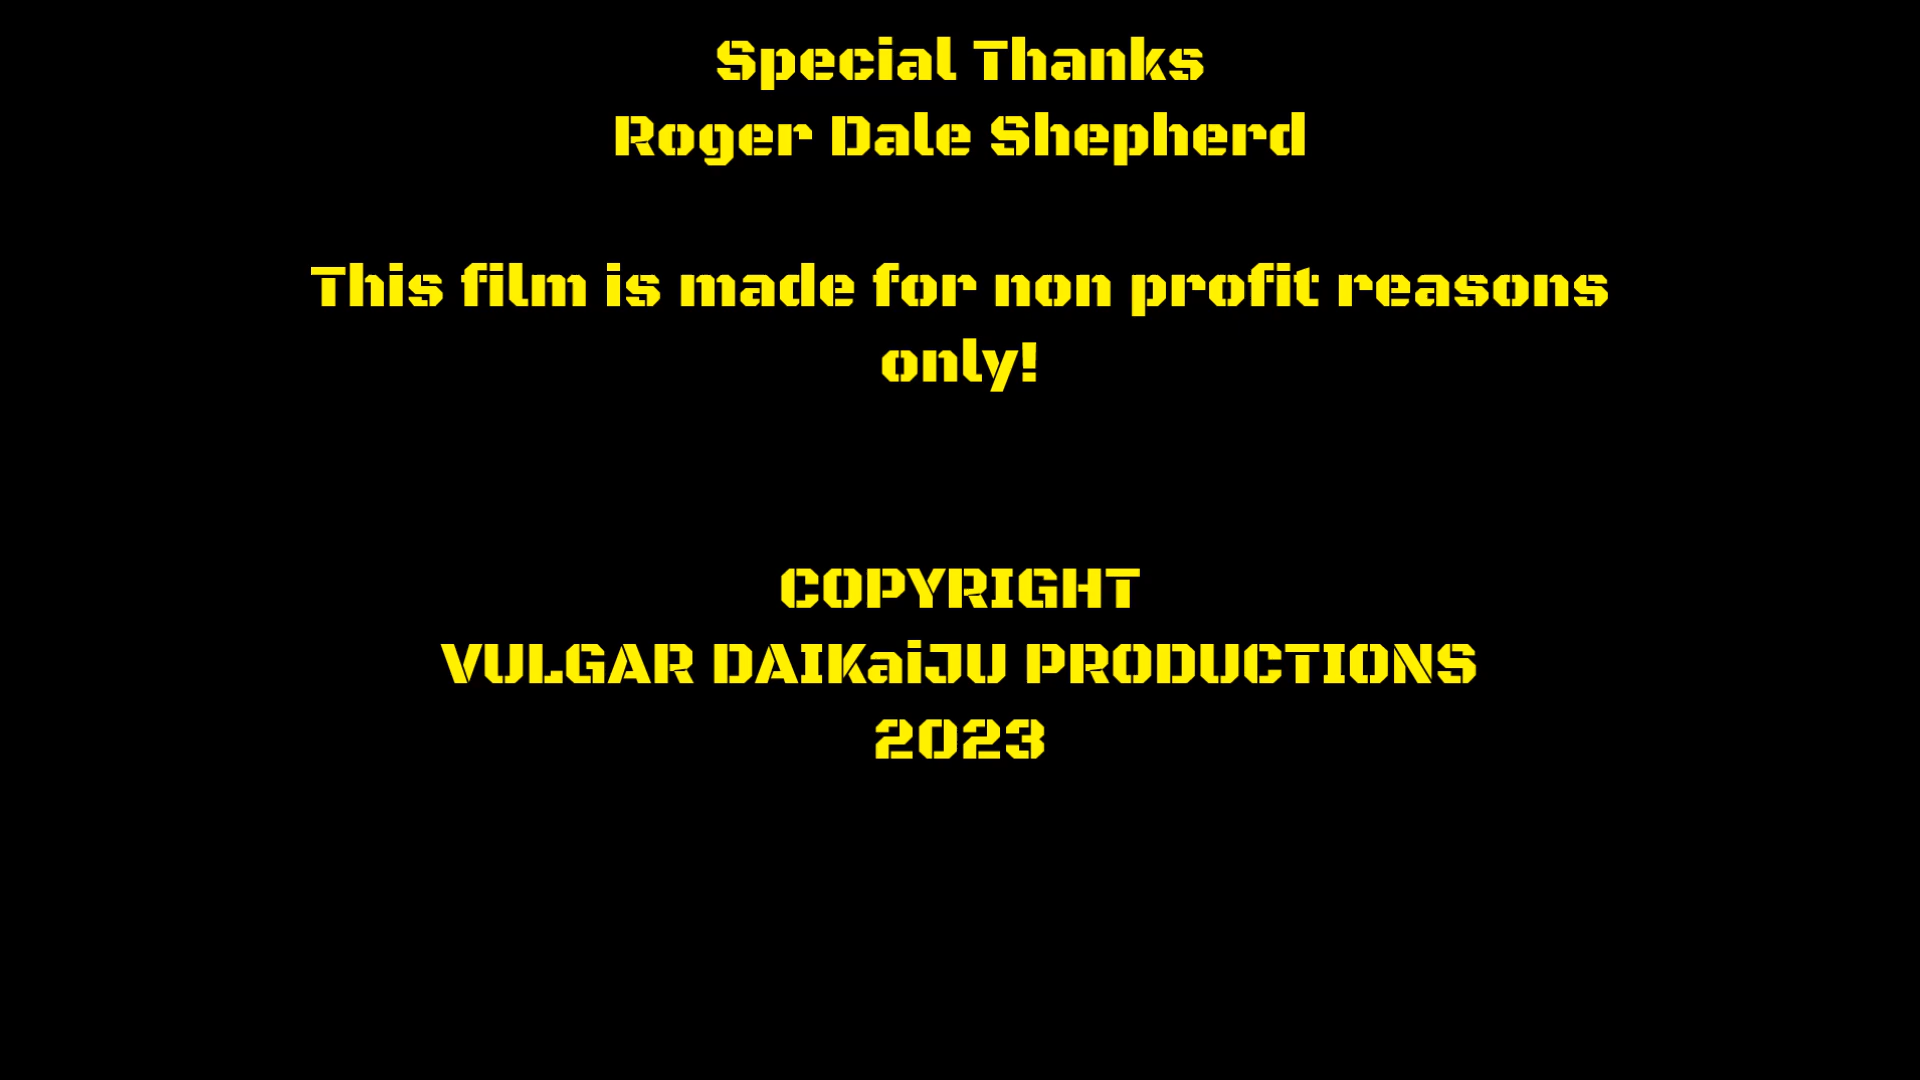 Special Thanks
Roger Dale Shepherd
This film is made for non profit reasons
only!
COPYRIGHT
VULGAR DAIKaiJU PRODUCTIONS
2023